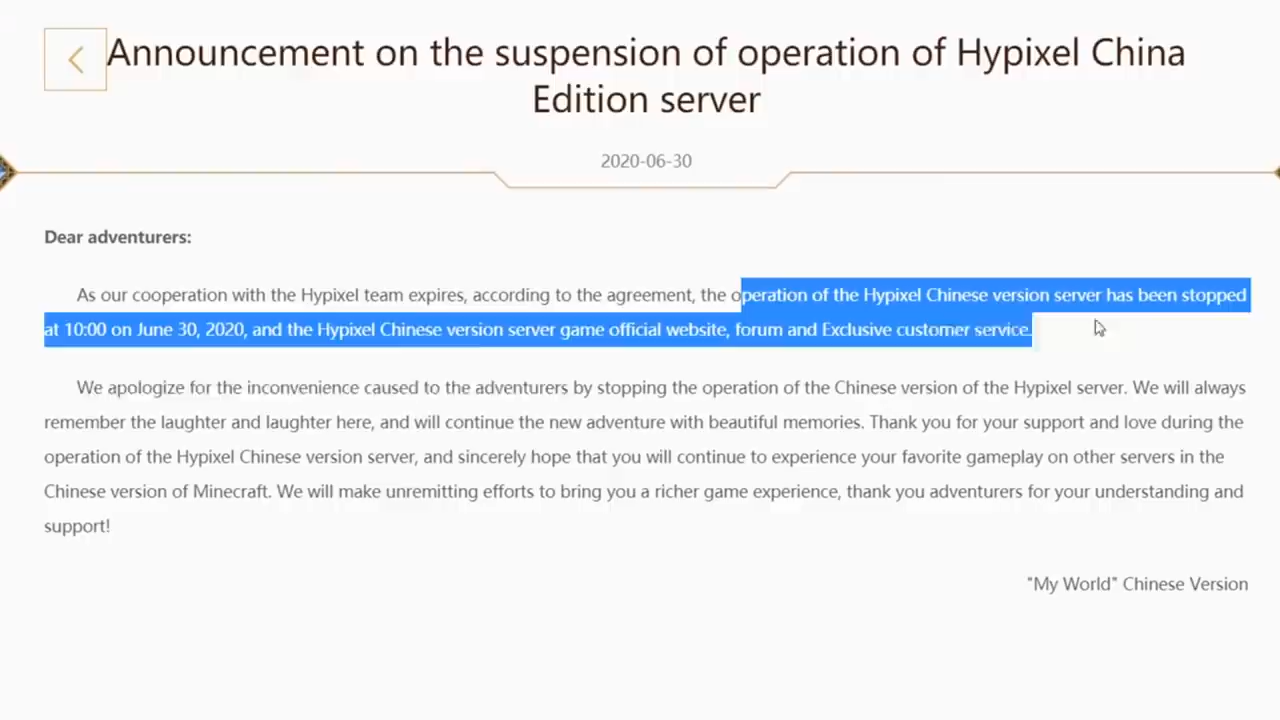 Announcement on the suspension of operation of Hypixel China
Edition server
2020-06-30
Dear adventurers:
As our cooperation with the Hypixel team expires, according to the agreement, the operation of the Hypixel Chinese version server has been stopped
at 10:00 on June 30, 2020, and the Hypixel Chinese version server game official website, forum and Exclusive customer service.
We apologize for the inconvenience caused to the adventurers by stopping the operation of the Chinese version of the Hypixel server. We will always
remember the laughter and laughter here, and will continue the new adventure with beautiful memories. Thank you for your support and love during the
operation of the Hypixel Chinese version server, and sincerely hope that you will continue to experience your favorite gameplay on other servers in the
Chinese version of Minecraft. We will make unremitting efforts to bring you a richer game experience, thank you adventurers for your understanding and
support!
"My World" Chinese Version